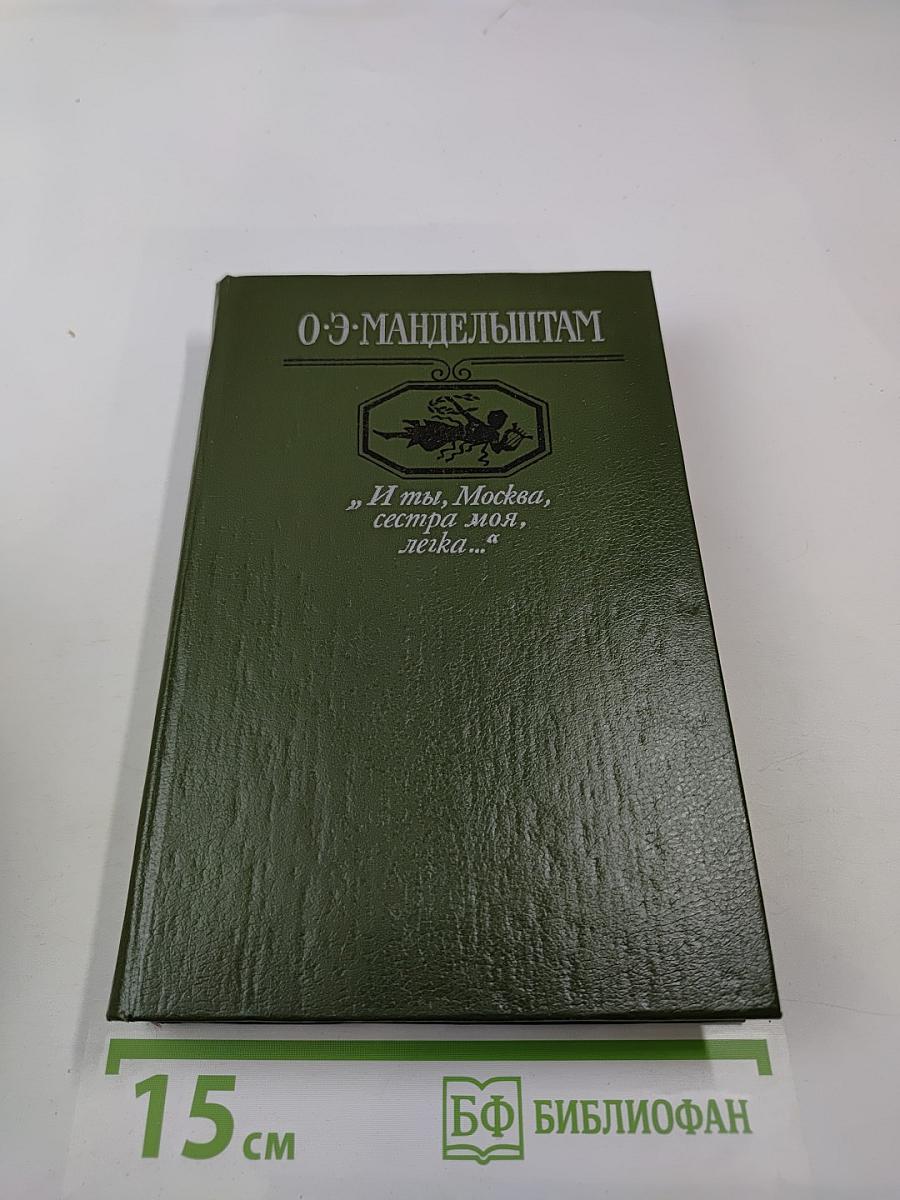 О·Э·МАНДЕЛЬШТАМ
„И ты, Москва,
сестра моя,
легка..."
15 см
БФ БИБЛИОФАН